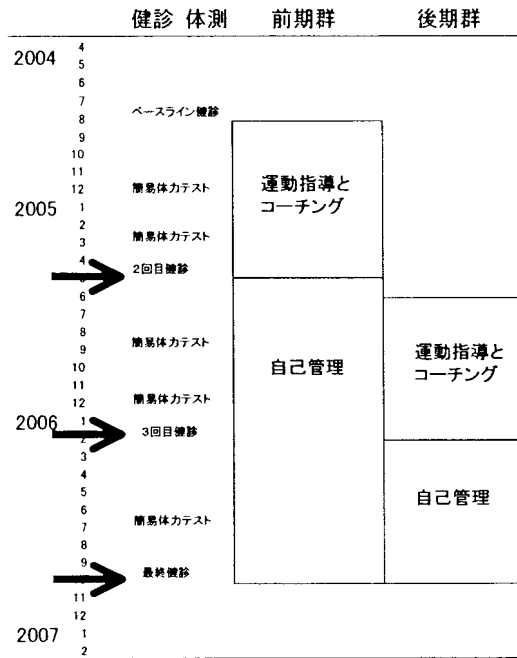 健診 体測 前期群 後期群
2004 4
5
6
7
8 ベースライン健診
9
10
11
12 簡易体力テスト 運動指導と
2005 1 コーチング
2
3 簡易体力テスト
4 2回目健診
6
7
8 簡易体力テスト 運動指導と
9 コーチング
10 自己管理
11
12 簡易体力テスト
2006 1
2 3回目健診
3
4
5 自己管理
6 簡易体力テスト
7
8
9 最終健診
11
12
2007 1
2